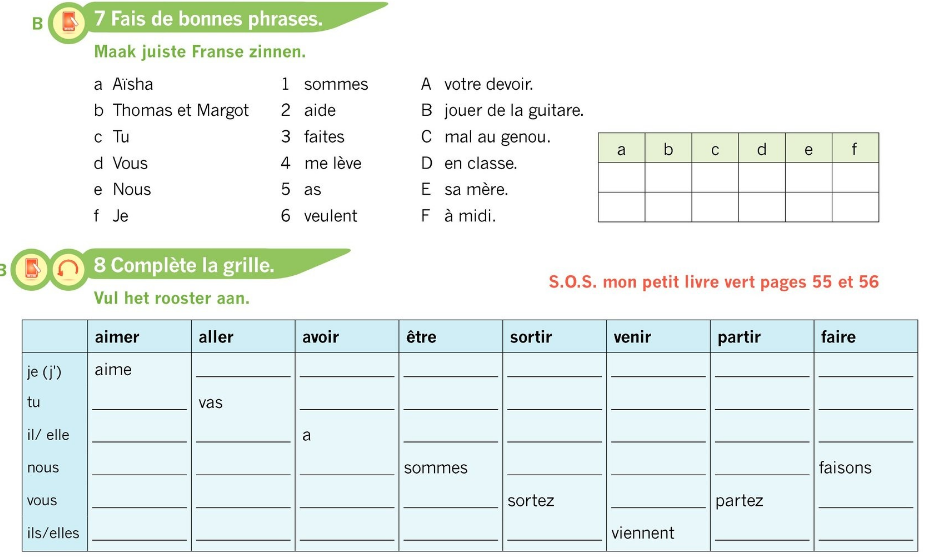 B 7 Fais de bonnes phrases.
Maak juiste Franse zinnen.
a Aïsha 1 sommes A votre devoir.
b Thomas et Margot 2 aide B jouer de la guitare.
c Tu 3 faites C mal au genou.
d Vous 4 me lève D en classe.
e Nous 5 as E sa mère.
f Je 6 veulent F à midi.
a b c d e f
B 8 Complète la grille.
S.O.S. mon petit livre vert pages 55 et 56
Vul het rooster aan.
aimer aller avoir être sortir venir partir faire
je (j') aime
tu vas
il/ elle a
nous sommes faisons
vous sortez partez
ils/elles viennent